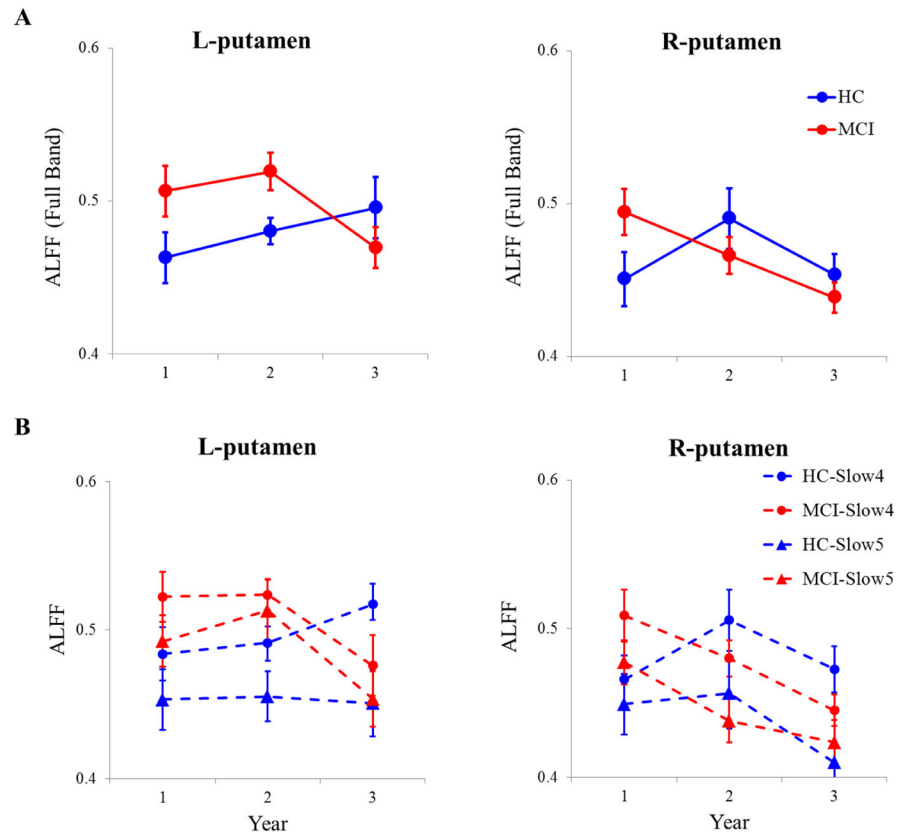 A
L-putamen
R-putamen
0.6
0.5
0.4
ALFF (Full Band)
1 2 3
0.6
0.5
0.4
ALFF (Full Band)
1 2 3
HC
MCI
B
L-putamen
R-putamen
0.6
0.5
0.4
ALFF
1 2 3
Year
0.6
0.5
0.4
ALFF
1 2 3
Year
HC-Slow4
MCI-Slow4
HC-Slow5
MCI-Slow5